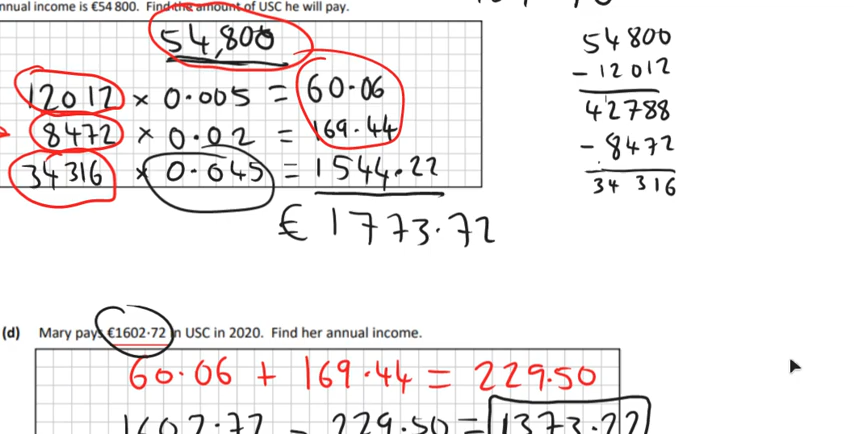 nnual income is €54 800. Find the amount of USC he will pay.
54,800
12012 × 0.005 = 60.06
8472 × 0.02 = 169.44
34316 × 0.045 = 1544.22
€ 1773.72
54800
- 12012
42788
- 8472
34 316
(d) Mary pays €1602·72 in USC in 2020. Find her annual income.
60.06 + 169.44 = 229.50
1602.72 - 229.50 = 1373.22